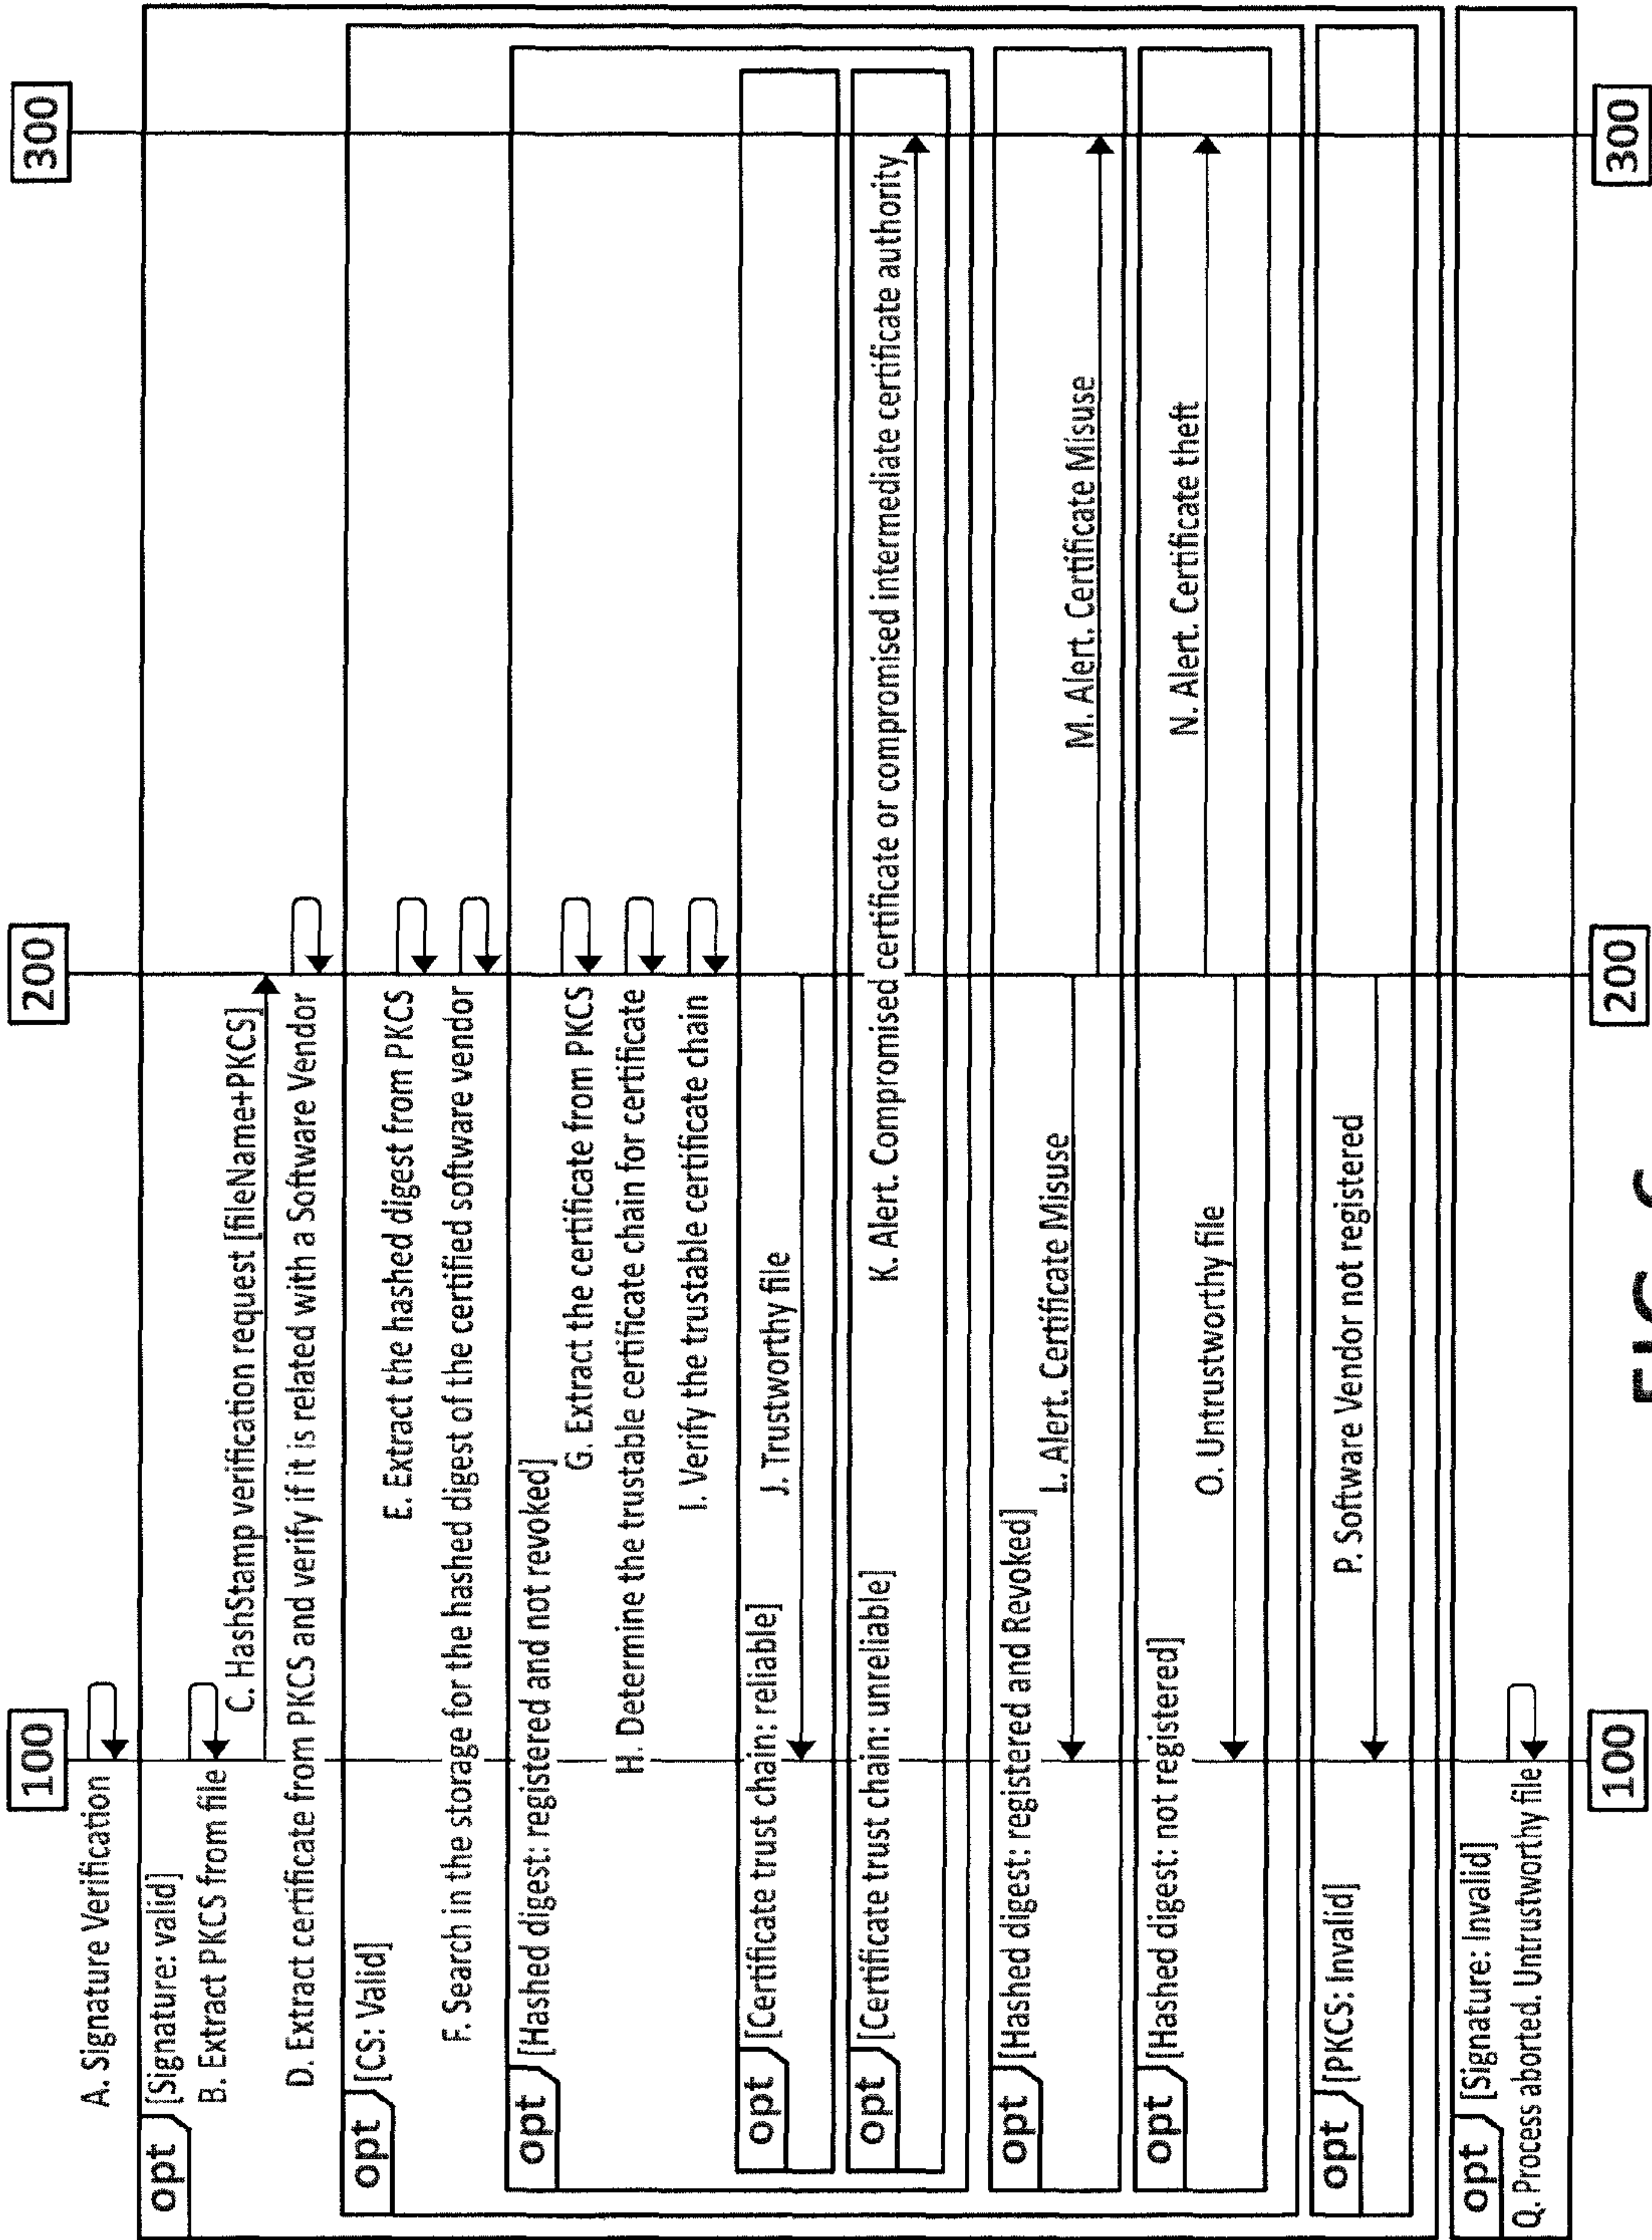 100
200
300
A. Signature Verification
opt
[Signature: valid]
B. Extract PKCS from file
C. HashStamp verification request [fileName+PKCS]
D. Extract certificate from PKCS and verify if it is related with a Software Vendor
opt
[CS: Valid]
E. Extract the hashed digest from PKCS
F. Search in the storage for the hashed digest of the certified software vendor
opt
[Hashed digest: registered and not revoked]
G. Extract the certificate from PKCS
H. Determine the trustable certificate chain for certificate
I. Verify the trustable certificate chain
opt
[Certificate trust chain: reliable]
J. Trustworthy file
opt
[Certificate trust chain: unreliable]
K. Alert. Compromised certificate or compromised intermediate certificate authority
opt
[Hashed digest: registered and Revoked]
L. Alert. Certificate Misuse
M. Alert. Certificate Misuse
opt
[Hashed digest: not registered]
N. Alert. Certificate theft
O. Untrustworthy file
opt
[PKCS: Invalid]
P. Software Vendor not registered
opt
[Signature: Invalid]
Q. Process aborted. Untrustworthy file
100
200
300